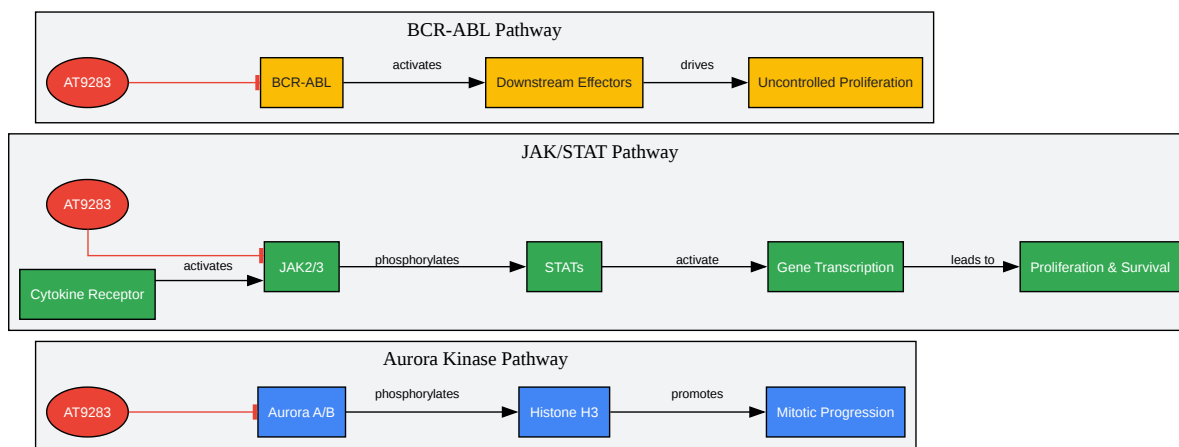 BCR-ABL Pathway
AT9283
BCR-ABL
activates
Downstream Effectors
drives
Uncontrolled Proliferation
JAK/STAT Pathway
AT9283
Cytokine Receptor
activates
JAK2/3
phosphorylates
STATs
activate
Gene Transcription
leads to
Proliferation & Survival
Aurora Kinase Pathway
AT9283
Aurora A/B
phosphorylates
Histone H3
promotes
Mitotic Progression